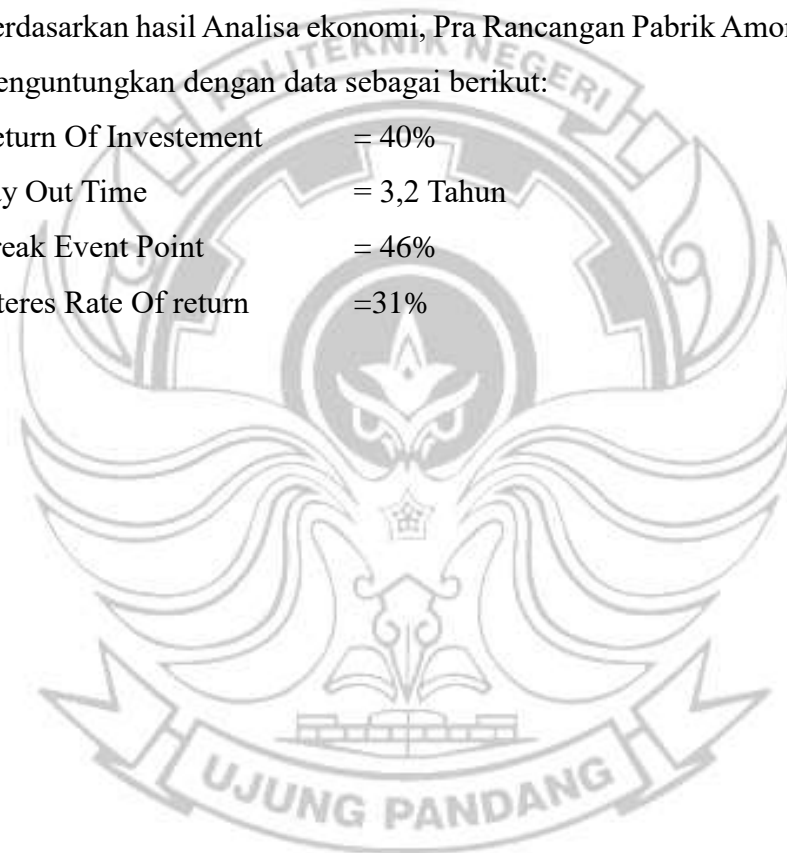 erdasarkan hasil Analisa ekonomi, Pra Rancangan Pabrik Amon
enguntungkan dengan data sebagai berikut:
eturn Of Investement = 40%
y Out Time = 3,2 Tahun
reak Event Point = 46%
teres Rate Of return =31%
POLITEKNIK NEGERI
UJUNG PANDANG